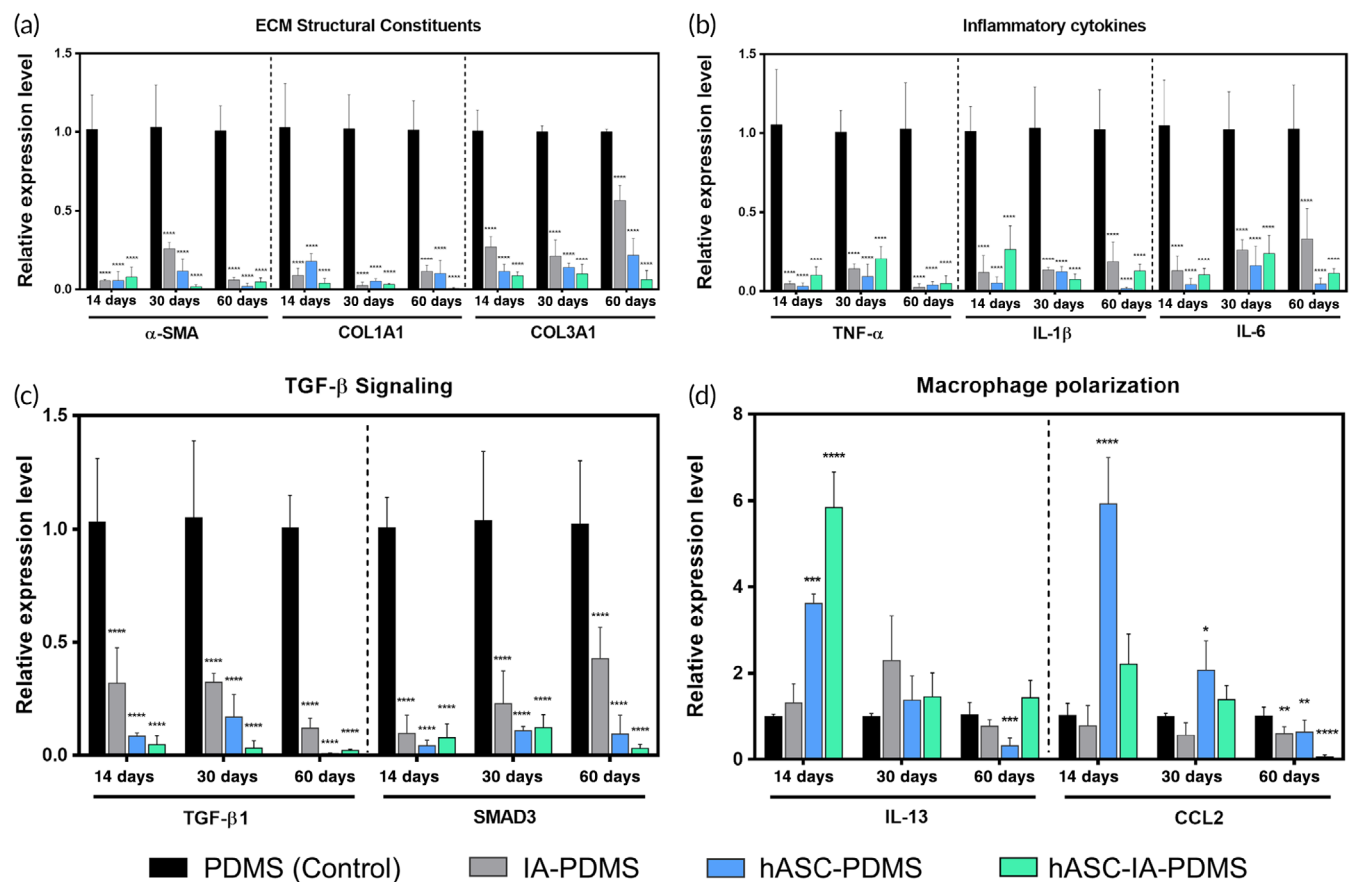 (a)
ECM Structural Constituents
Relative expression level
1.5
1.0
0.5
0.0
**** **** ****
**** **** ****
**** **** ****
**** **** ****
**** **** ****
**** **** ****
**** **** ****
**** **** ****
**** **** ****
14 days 30 days 60 days 14 days 30 days 60 days 14 days 30 days 60 days
α-SMA COL1A1 COL3A1
(b)
Inflammatory cytokines
Relative expression level
1.5
1.0
0.5
0.0
**** **** ****
**** **** ****
**** **** ****
**** **** ****
**** **** ****
**** **** ****
**** **** ****
**** **** ****
**** **** ****
14 days 30 days 60 days 14 days 30 days 60 days 14 days 30 days 60 days
TNF-α IL-1β IL-6
(c)
TGF-β Signaling
Relative expression level
1.5
1.0
0.5
0.0
**** **** ****
**** **** ****
**** **** ****
**** **** ****
**** **** ****
**** **** ****
14 days 30 days 60 days 14 days 30 days 60 days
TGF-β1 SMAD3
(d)
Macrophage polarization
Relative expression level
8
6
4
2
0
*** ****
***
****
*
** ** ****
14 days 30 days 60 days 14 days 30 days 60 days
IL-13 CCL2
PDMS (Control) IA-PDMS hASC-PDMS hASC-IA-PDMS